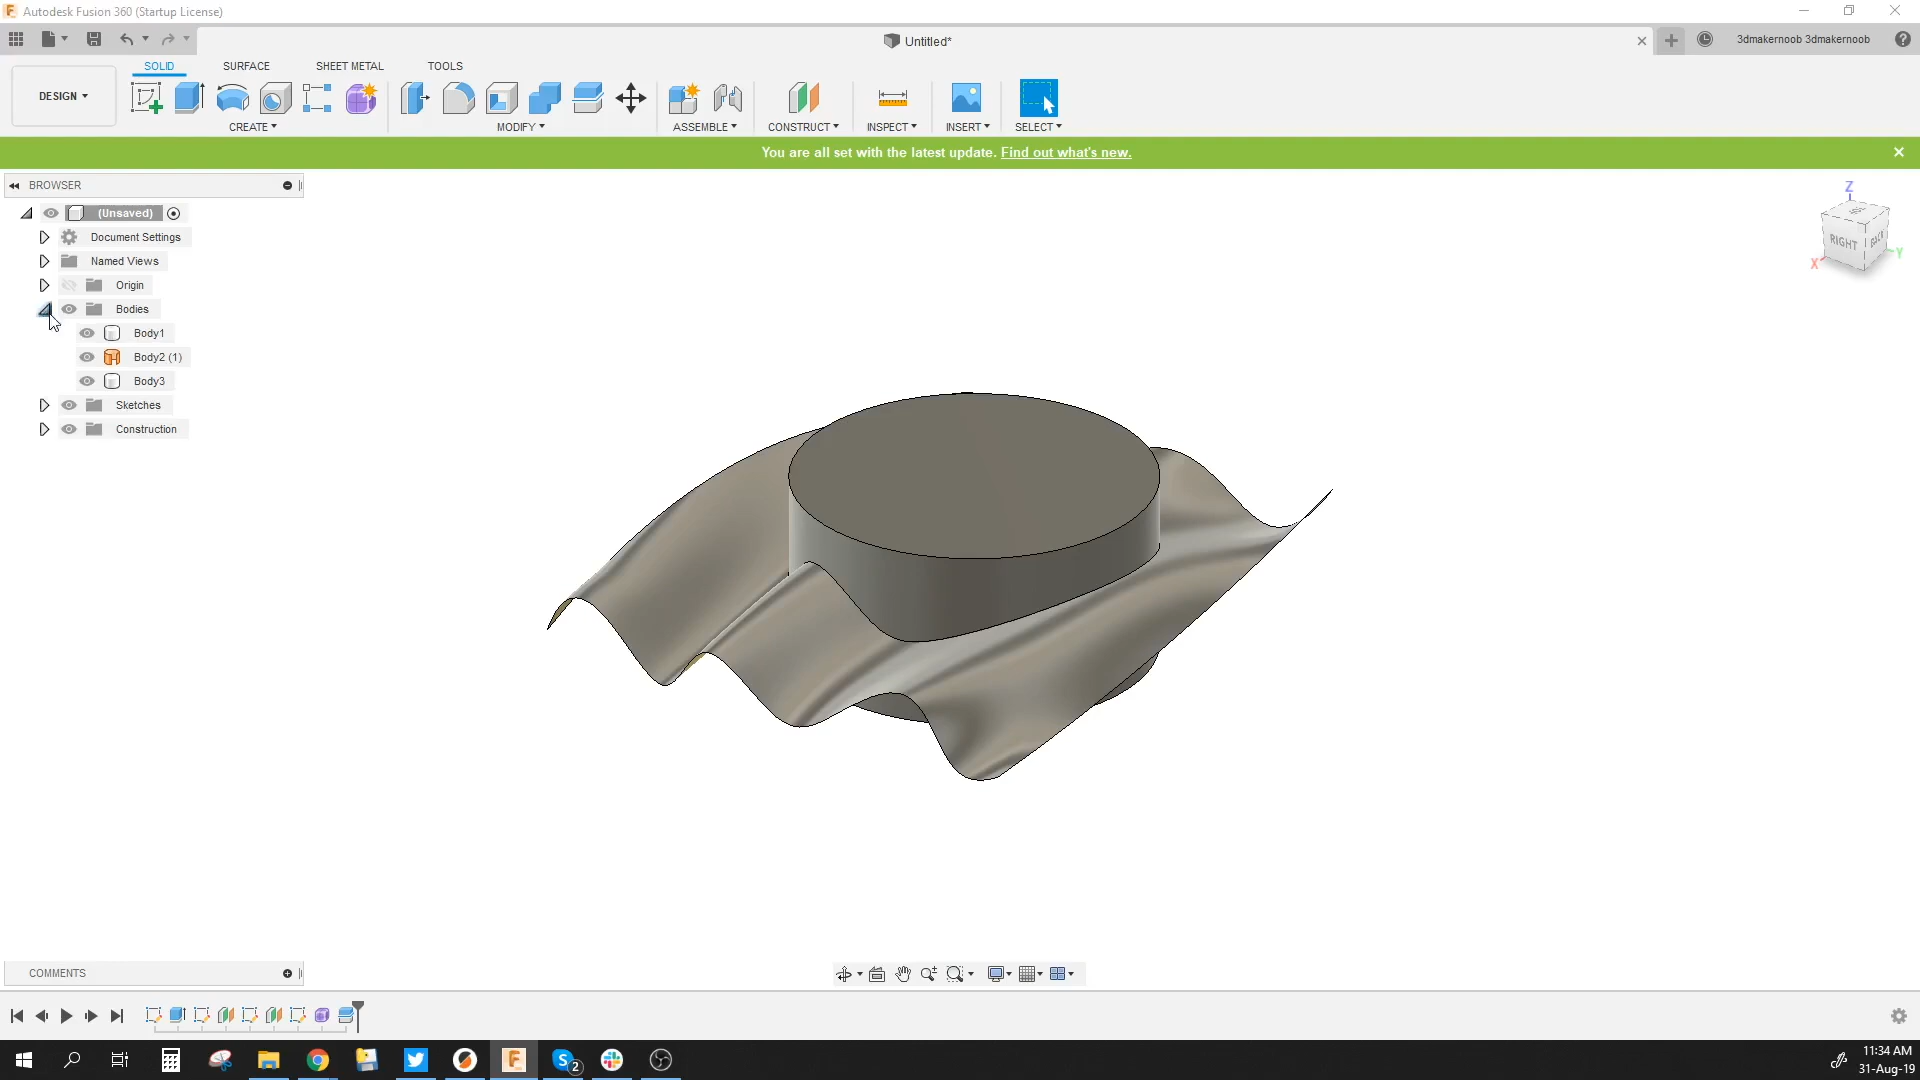 Autodesk Fusion 360 (Startup License)
Untitled*
3dmakernoob 3dmakernoob
DESIGN
SOLID
SURFACE
SHEET METAL
TOOLS
CREATE
MODIFY
ASSEMBLE
CONSTRUCT
INSPECT
INSERT
SELECT
You are all set with the latest update. Find out what's new.
BROWSER
(Unsaved)
Document Settings
Named Views
Origin
Bodies
Body1
Body2 (1)
Body3
Sketches
Construction
Z
RIGHT
BACK
X
Y
COMMENTS
2
11:34 AM
31-Aug-19